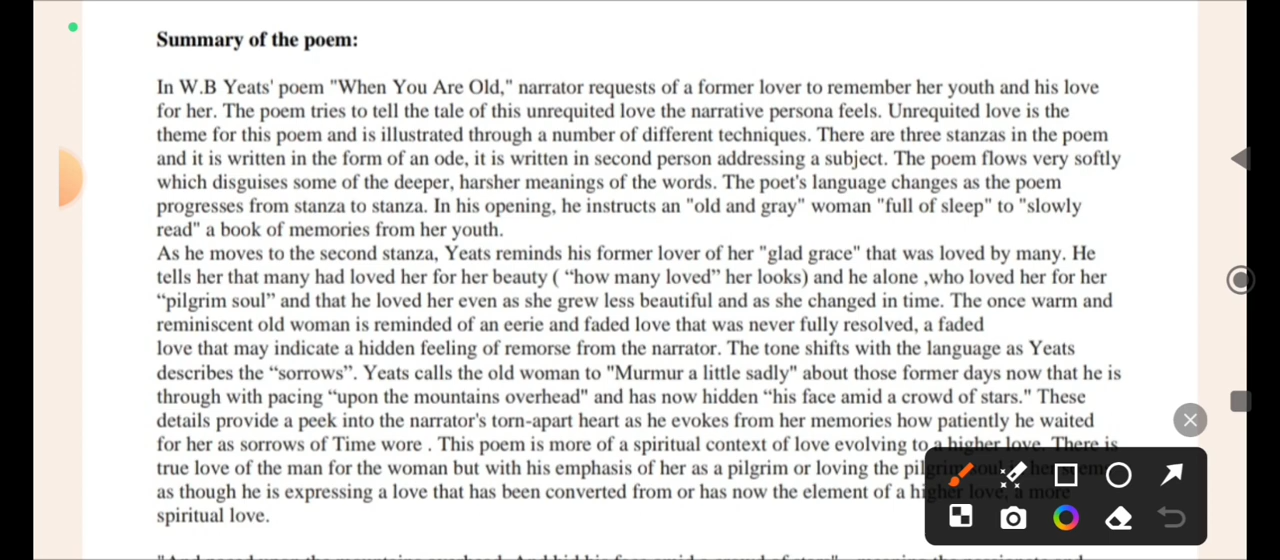 Summary of the poem:
In W.B Yeats' poem "When You Are Old," narrator requests of a former lover to remember her youth and his love
for her. The poem tries to tell the tale of this unrequited love the narrative persona feels. Unrequited love is the
theme for this poem and is illustrated through a number of different techniques. There are three stanzas in the poem
and it is written in the form of an ode, it is written in second person addressing a subject. The poem flows very softly
which disguises some of the deeper, harsher meanings of the words. The poet's language changes as the poem
progresses from stanza to stanza. In his opening, he instructs an "old and gray" woman "full of sleep" to "slowly
read" a book of memories from her youth.
As he moves to the second stanza, Yeats reminds his former lover of her "glad grace" that was loved by many. He
tells her that many had loved her for her beauty ( “how many loved” her looks) and he alone ,who loved her for her
“pilgrim soul” and that he loved her even as she grew less beautiful and as she changed in time. The once warm and
reminiscent old woman is reminded of an eerie and faded love that was never fully resolved, a faded
love that may indicate a hidden feeling of remorse from the narrator. The tone shifts with the language as Yeats
describes the “sorrows”. Yeats calls the old woman to "Murmur a little sadly" about those former days now that he is
through with pacing “upon the mountains overhead" and has now hidden “his face amid a crowd of stars." These
details provide a peek into the narrator's torn-apart heart as he evokes from her memories how patiently he waited
for her as sorrows of Time wore . This poem is more of a spiritual context of love evolving to a higher love. There is
true love of the man for the woman but with his emphasis of her as a pilgrim or loving the pilgrim soul in her
as though he is expressing a love that has been converted from or has now the element of a higher love, a more
spiritual love.